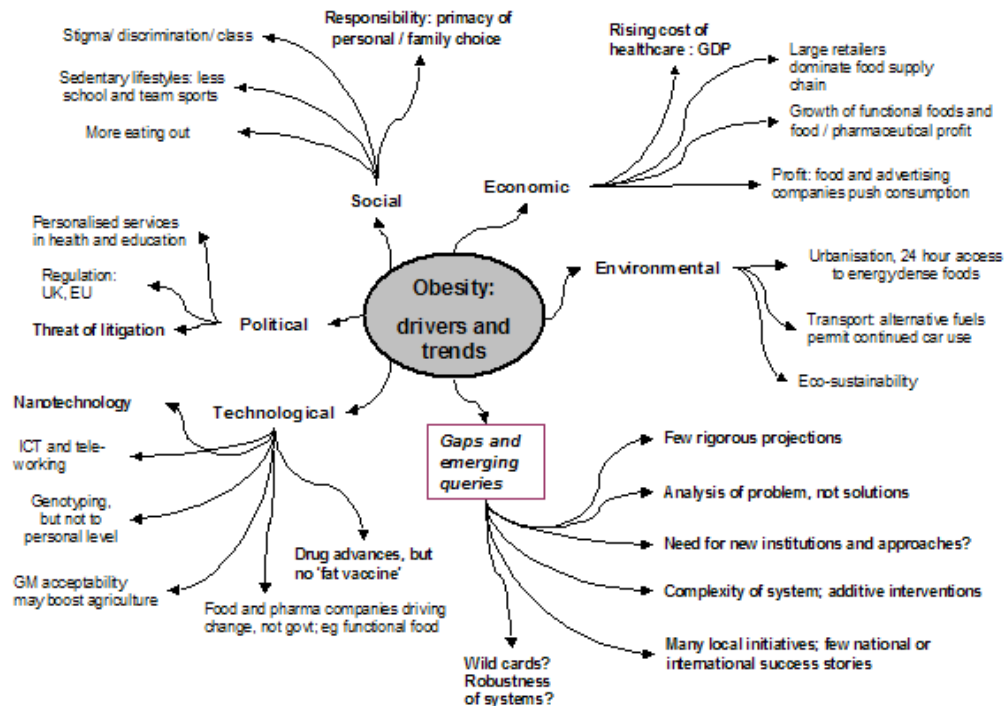 Obesity:
drivers and
trends
Social
Stigma/ discrimination/ class
Sedentary lifestyles: less
school and team sports
More eating out
Responsibility: primacy of
personal / family choice
Economic
Rising cost of
healthcare : GDP
Large retailers
dominate food supply
chain
Growth of functional foods and
food / pharmaceutical profit
Profit: food and advertising
companies push consumption
Environmental
Urbanisation, 24 hour access
to energydense foods
Transport: alternative fuels
permit continued car use
Eco-sustainability
Political
Personalised services
in health and education
Regulation:
UK, EU
Threat of litigation
Technological
Nanotechnology
ICT and tele-
working
Genotyping,
but not to
personal level
GM acceptability
may boost agriculture
Food and pharma companies driving
change, not govt; eg functional food
Drug advances, but
no 'fat vaccine'
Gaps and
emerging
queries
Few rigorous projections
Analysis of problem, not solutions
Need for new institutions and approaches?
Complexity of system; additive interventions
Many local initiatives; few national or
international success stories
Wild cards?
Robustness
of systems?